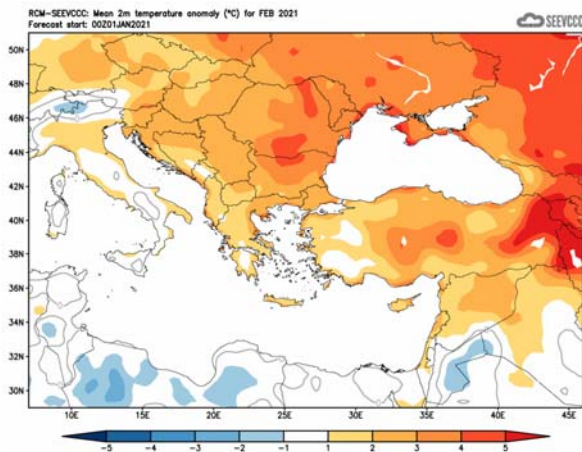 RCM-SEEVCCC: Mean 2m temperature anomaly (°C) for FEB 2021
Forecast start: 00Z01JAN2021
SEEVCCC
50N
48N
46N
44N
42N
40N
38N
36N
34N
32N
30N
10E 15E 20E 25E 30E 35E 40E 45E
-5 -4 -3 -2 -1 1 2 3 4 5